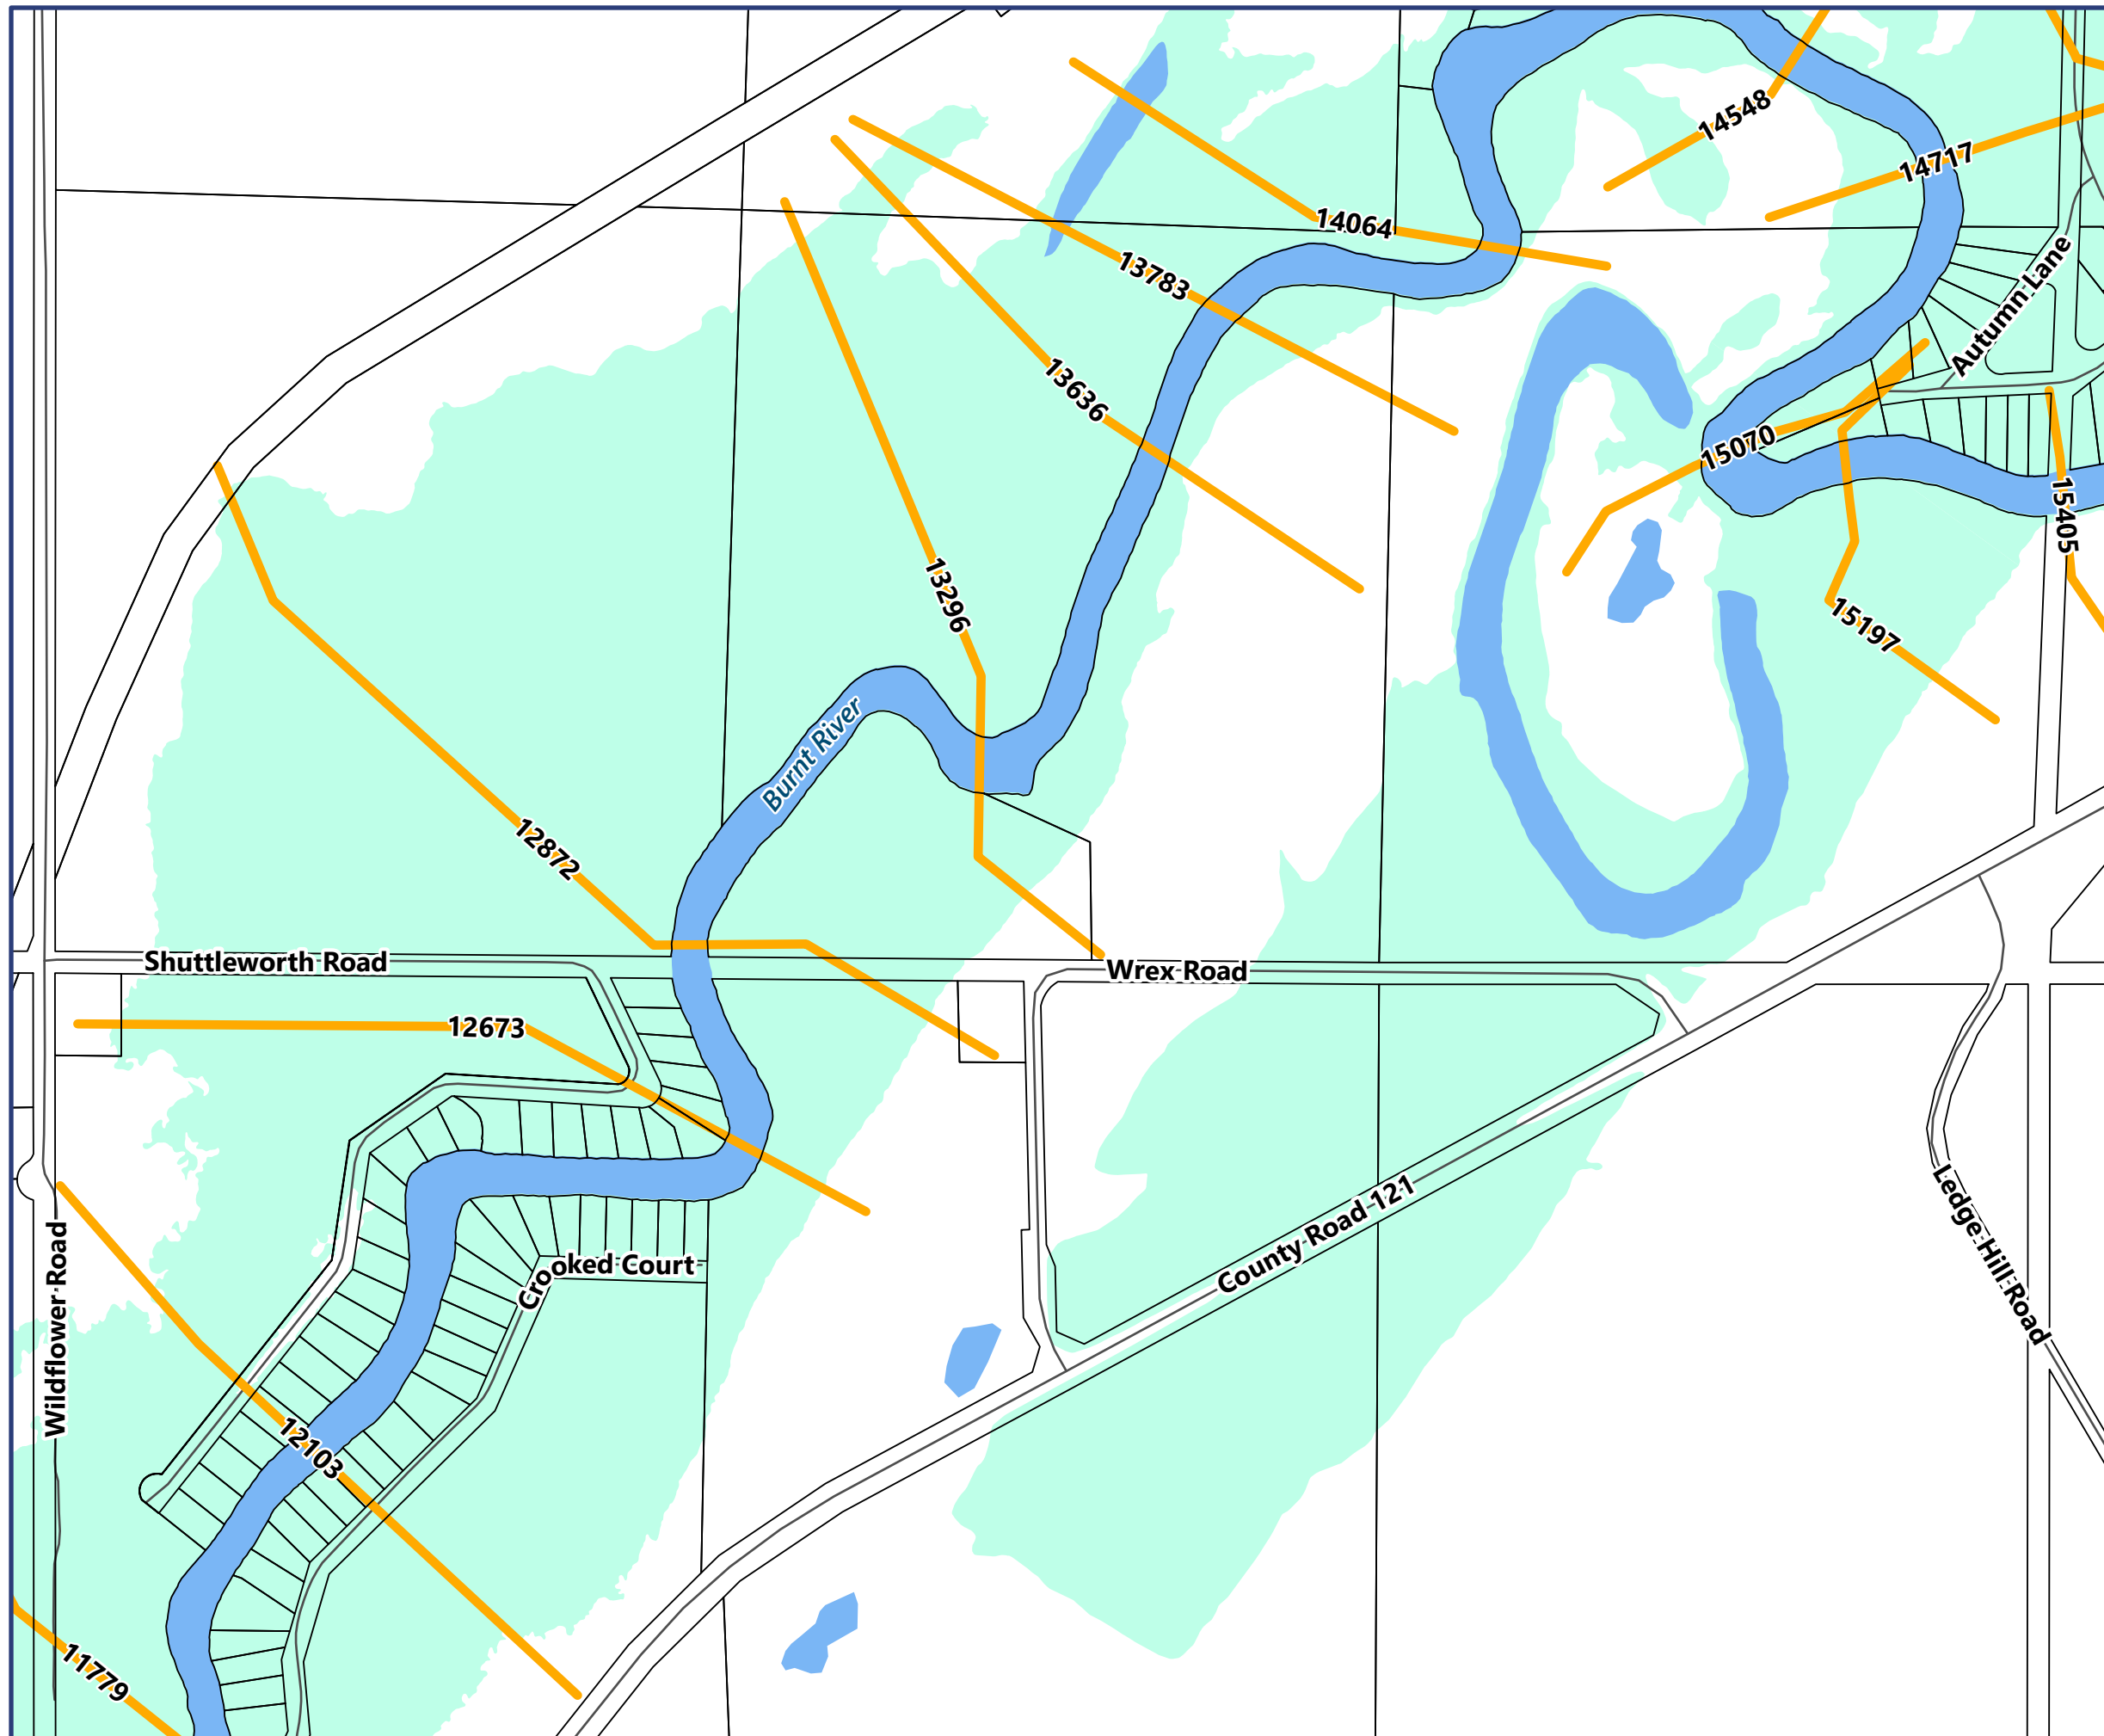 14548
14717
14064
13783
Autumn Lane
13636
15070
15405
13296
15197
Burnt River
12872
Shuttleworth Road
Wrex Road
12673
County Road 121
Ledge Hill Road
Crooked Court
Wildflower Road
12103
11779